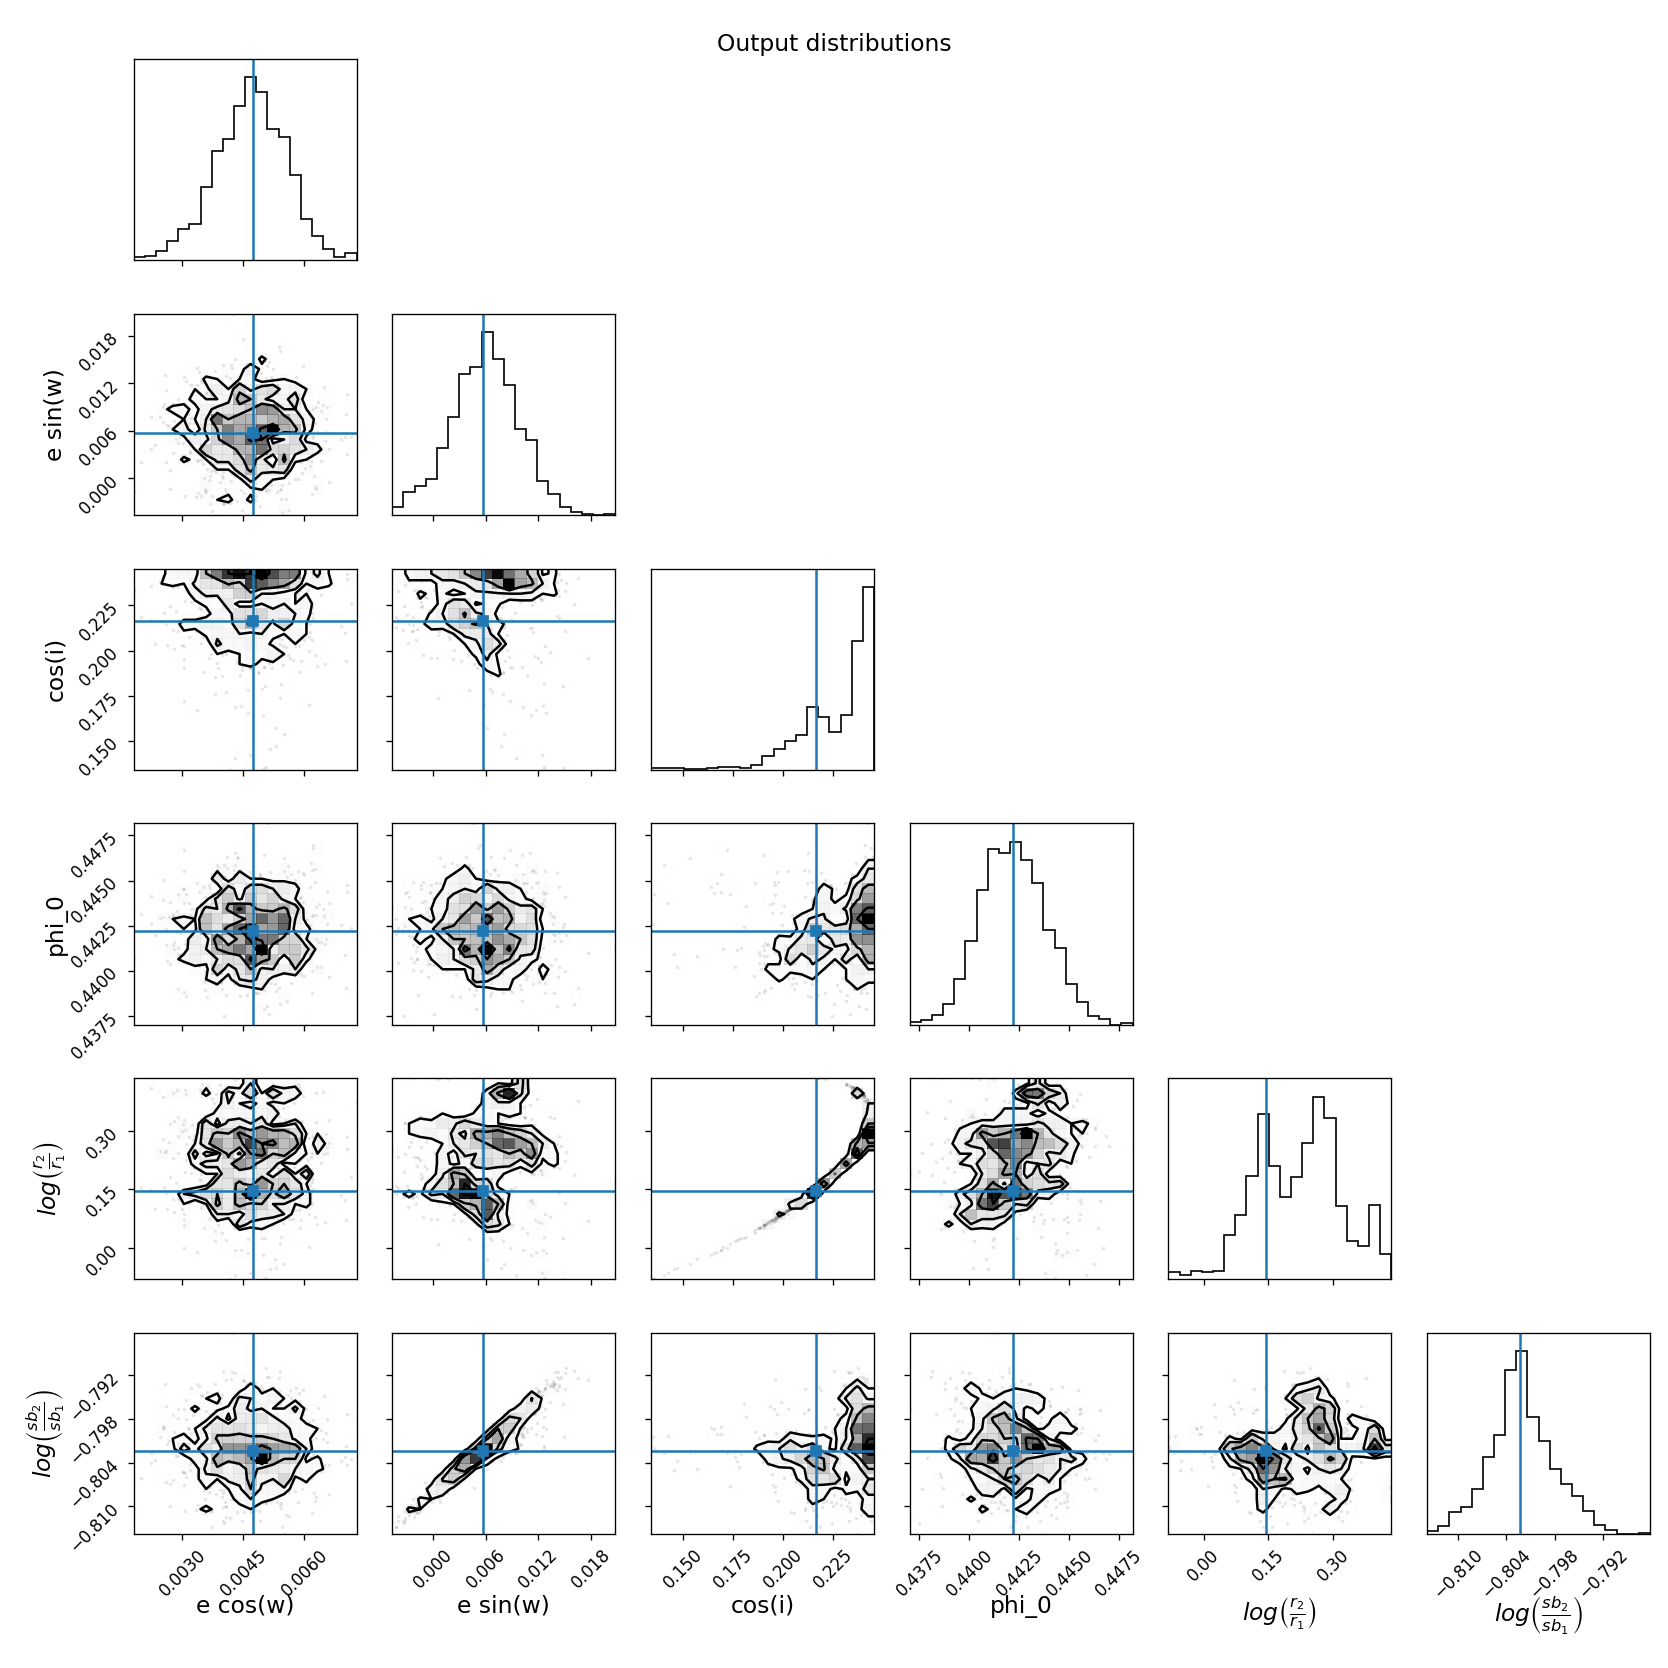 Output distributions
e sin(w)
0.018
0.012
0.006
0.000
cos(i)
0.225
0.200
0.175
0.150
phi_0
0.4475
0.4450
0.4425
0.4400
0.4375
log(r₂/r₁)
0.30
0.15
0.00
log(sb₂/sb₁)
−0.792
−0.798
−0.804
−0.810
0.0030 0.0045 0.0060 0.000 0.006 0.012 0.018 0.150 0.175 0.200 0.225 0.4375 0.4400 0.4425 0.4450 0.4475 0.00 0.15 0.30 −0.810 −0.804 −0.798 −0.792
e cos(w) e sin(w) cos(i) phi_0 log(r₂/r₁) log(sb₂/sb₁)